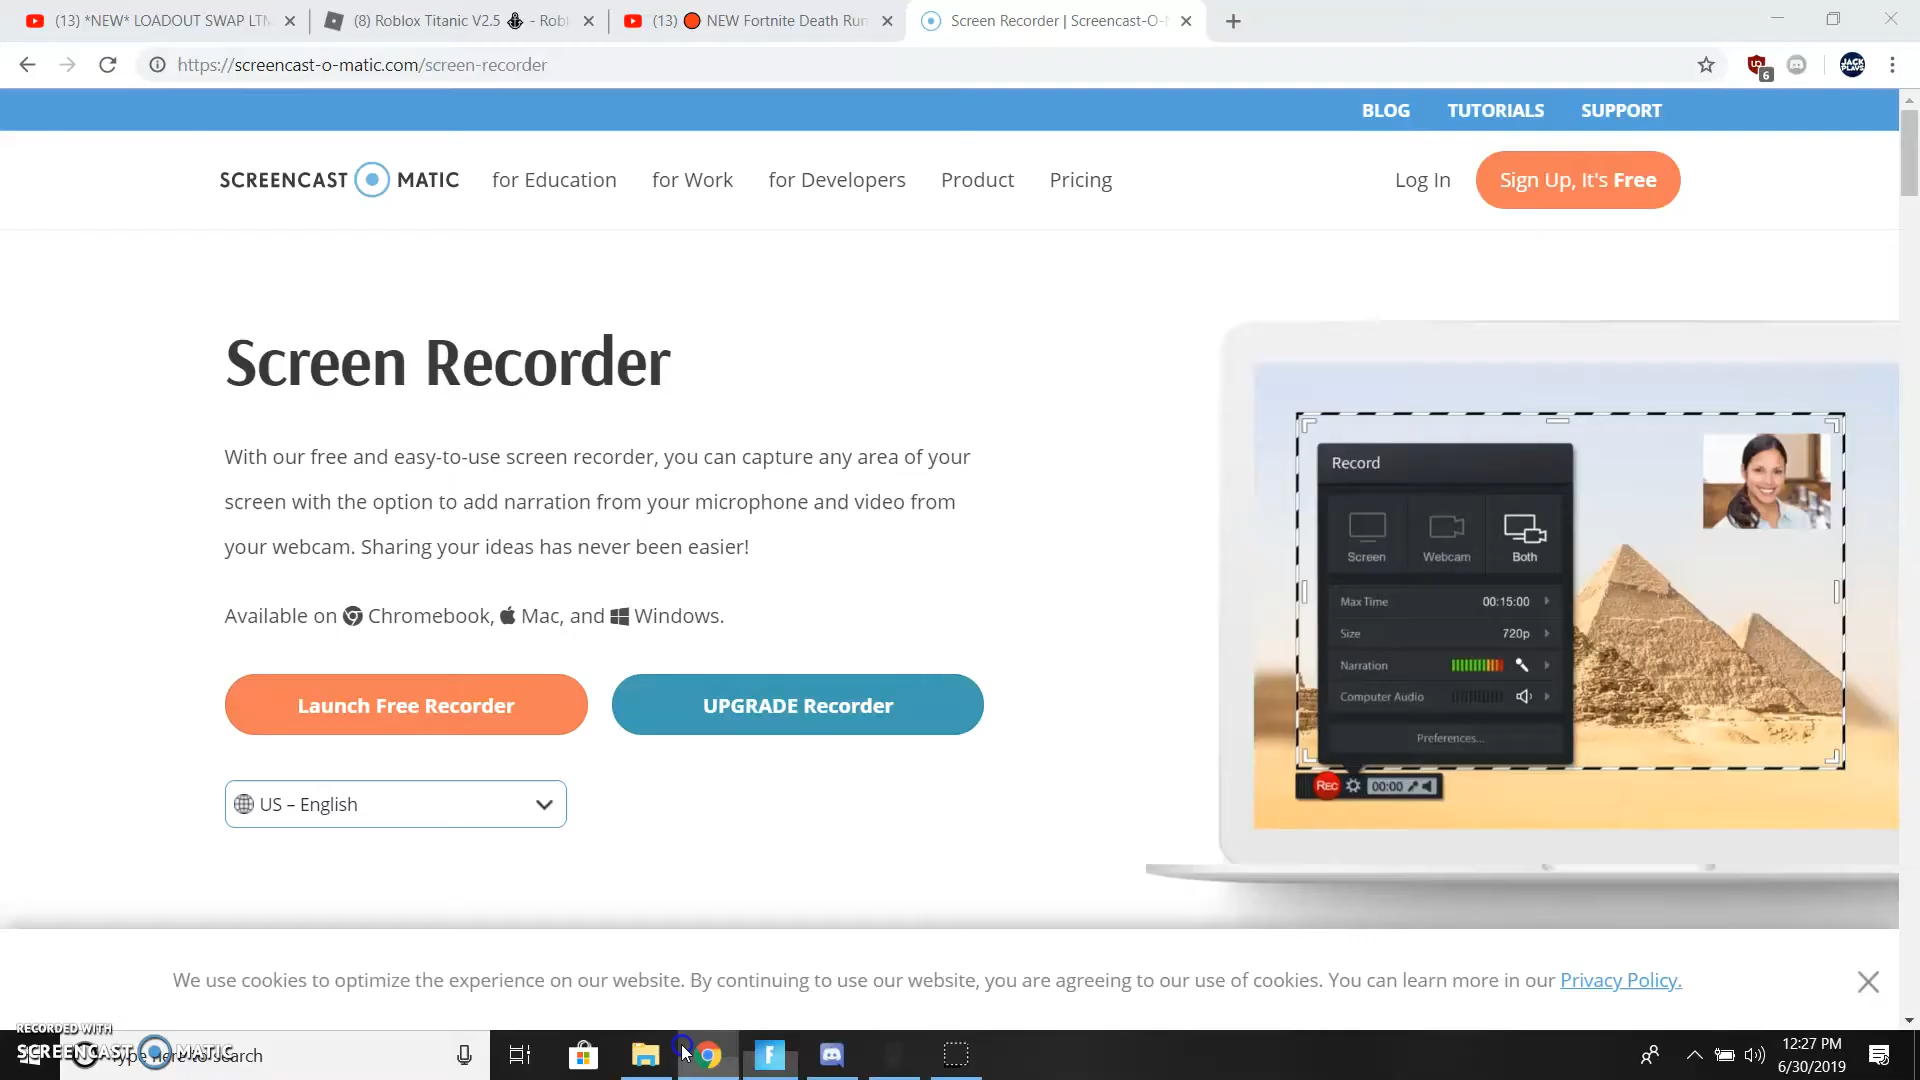 (13) *NEW* LOADOUT SWAP LTM
(8) Roblox Titanic V2.5 - Robl
(13) NEW Fortnite Death Run
Screen Recorder | Screencast-O-M
https://screencast-o-matic.com/screen-recorder
6
JACK PLAYS
BLOG TUTORIALS SUPPORT
SCREENCAST MATIC
for Education for Work for Developers Product Pricing
Log In Sign Up, It's Free
Screen Recorder
With our free and easy-to-use screen recorder, you can capture any area of your
screen with the option to add narration from your microphone and video from
your webcam. Sharing your ideas has never been easier!
Available on Chromebook, Mac, and Windows.
Launch Free Recorder UPGRADE Recorder
US – English
Record
Screen Webcam Both
Max Time 00:15:00
Size 720p
Narration
Computer Audio
Preferences...
Rec 00:00
We use cookies to optimize the experience on our website. By continuing to use our website, you are agreeing to our use of cookies. You can learn more in our Privacy Policy.
RECORDED WITH
SCREENCAST MATIC
Type here to search
12:27 PM
6/30/2019